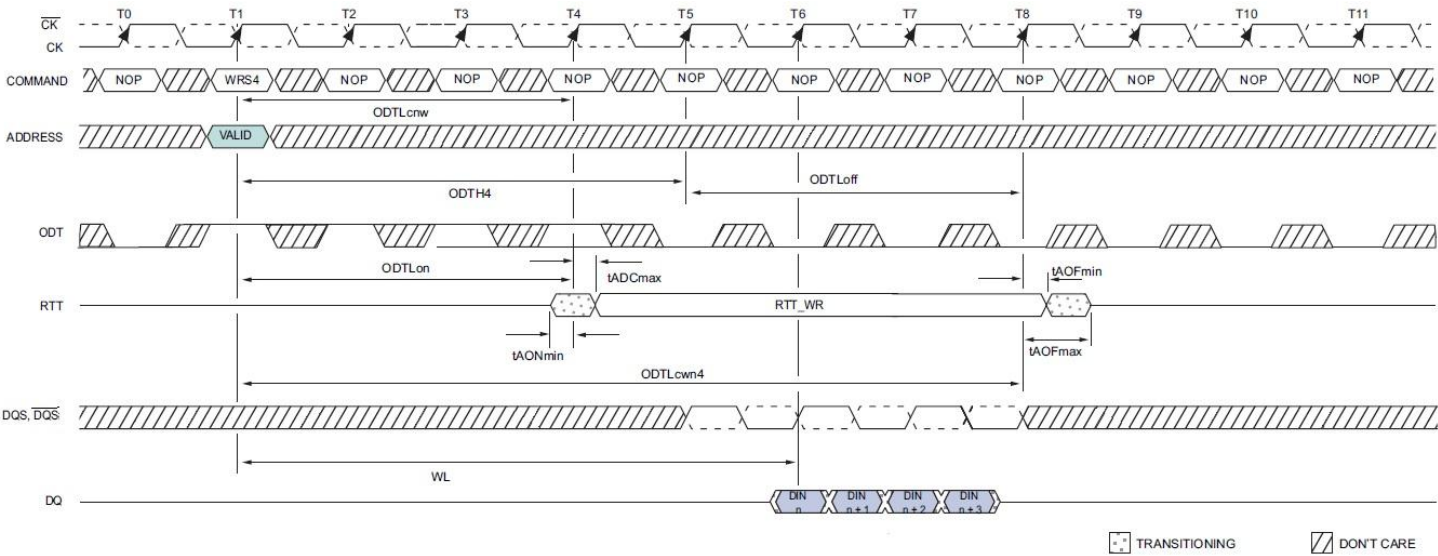 T0 T1 T2 T3 T4 T5 T6 T7 T8 T9 T10 T11
CK
CK
COMMAND NOP WRS4 NOP NOP NOP NOP NOP NOP NOP NOP NOP NOP
ODTLcnw
ADDRESS VALID
ODTH4 ODTLoff
ODT
ODTLon tADCmax tAOFmin
RTT RTT_WR
tAONmin tAOFmax
ODTLcwn4
DQS, DQS
WL
DQ DIN DIN DIN DIN
n n + 1 n + 2 n + 3
TRANSITIONING DON'T CARE